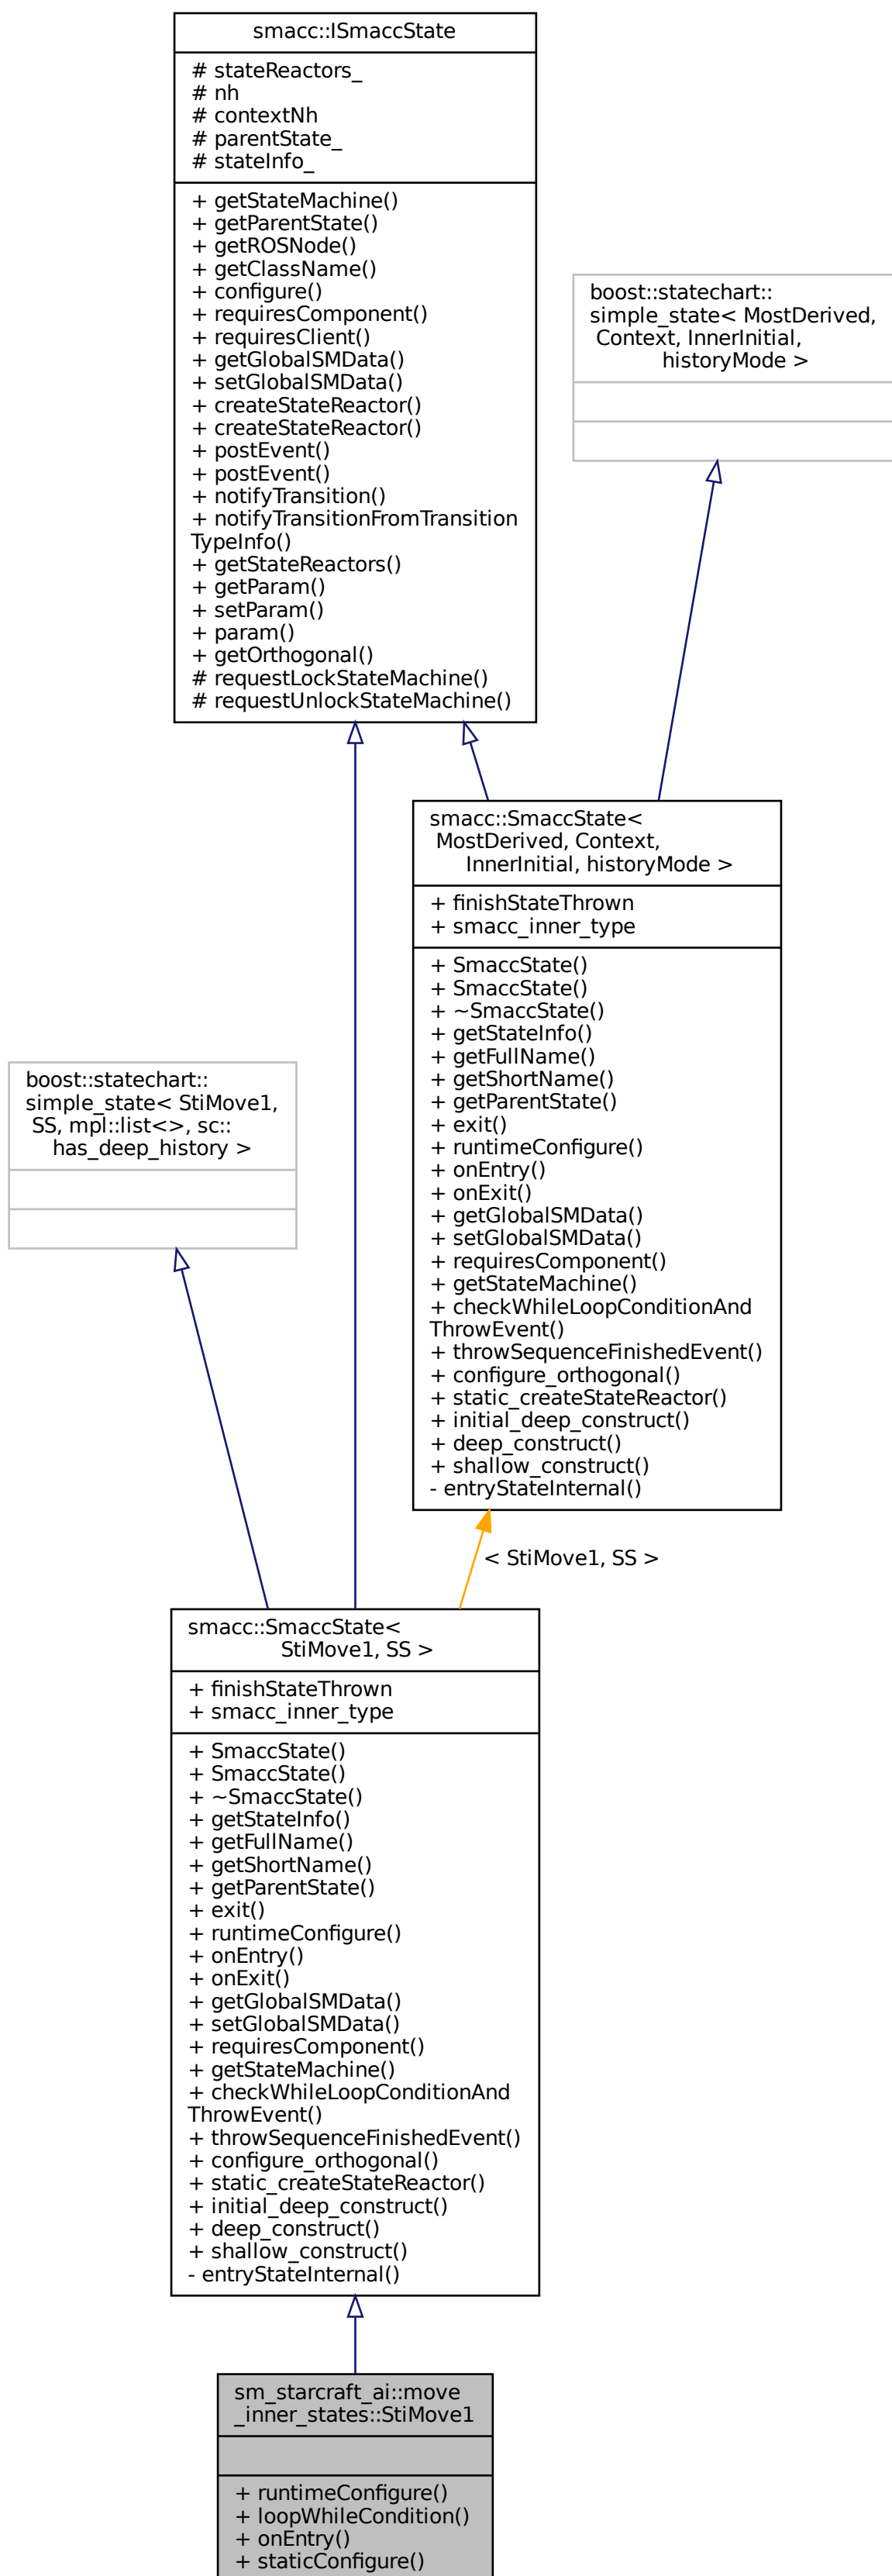 smacc::ISmaccState
# stateReactors_
# nh
# contextNh
# parentState_
# stateInfo_
+ getStateMachine()
+ getParentState()
+ getROSNode()
+ getClassName()
+ configure()
+ requiresComponent()
+ requiresClient()
+ getGlobalSMData()
+ setGlobalSMData()
+ createStateReactor()
+ createStateReactor()
+ postEvent()
+ postEvent()
+ notifyTransition()
+ notifyTransitionFromTransition
TypeInfo()
+ getStateReactors()
+ getParam()
+ setParam()
+ param()
+ getOrthogonal()
# requestLockStateMachine()
# requestUnlockStateMachine()
boost::statechart::
simple_state< MostDerived,
Context, InnerInitial,
historyMode >
smacc::SmaccState<
MostDerived, Context,
InnerInitial, historyMode >
+ finishStateThrown
+ smacc_inner_type
+ SmaccState()
+ SmaccState()
+ ~SmaccState()
+ getStateInfo()
+ getFullName()
+ getShortName()
+ getParentState()
+ exit()
+ runtimeConfigure()
+ onEntry()
+ onExit()
+ getGlobalSMData()
+ setGlobalSMData()
+ requiresComponent()
+ getStateMachine()
+ checkWhileLoopConditionAnd
ThrowEvent()
+ throwSequenceFinishedEvent()
+ configure_orthogonal()
+ static_createStateReactor()
+ initial_deep_construct()
+ deep_construct()
+ shallow_construct()
- entryStateInternal()
boost::statechart::
simple_state< StiMove1,
SS, mpl::list<>, sc::
has_deep_history >
< StiMove1, SS >
smacc::SmaccState<
StiMove1, SS >
+ finishStateThrown
+ smacc_inner_type
+ SmaccState()
+ SmaccState()
+ ~SmaccState()
+ getStateInfo()
+ getFullName()
+ getShortName()
+ getParentState()
+ exit()
+ runtimeConfigure()
+ onEntry()
+ onExit()
+ getGlobalSMData()
+ setGlobalSMData()
+ requiresComponent()
+ getStateMachine()
+ checkWhileLoopConditionAnd
ThrowEvent()
+ throwSequenceFinishedEvent()
+ configure_orthogonal()
+ static_createStateReactor()
+ initial_deep_construct()
+ deep_construct()
+ shallow_construct()
- entryStateInternal()
sm_starcraft_ai::move
_inner_states::StiMove1
+ runtimeConfigure()
+ loopWhileCondition()
+ onEntry()
+ staticConfigure()